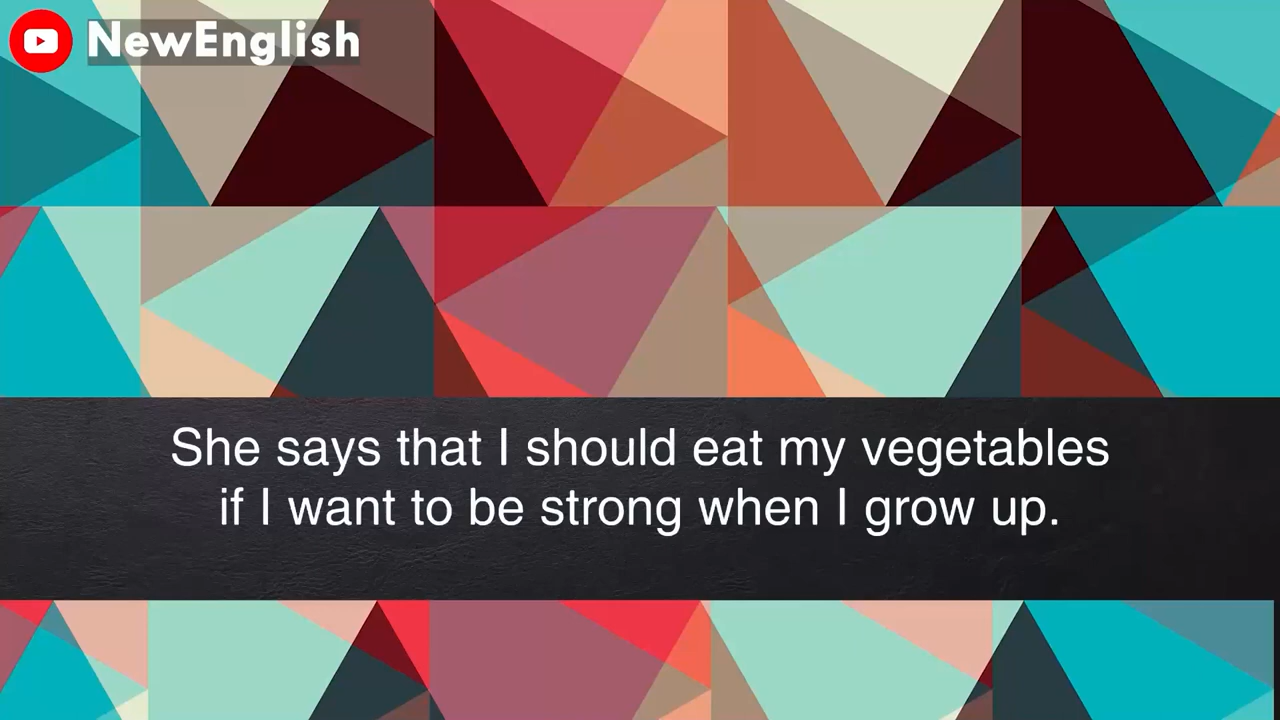 NewEnglish
She says that I should eat my vegetables
if I want to be strong when I grow up.